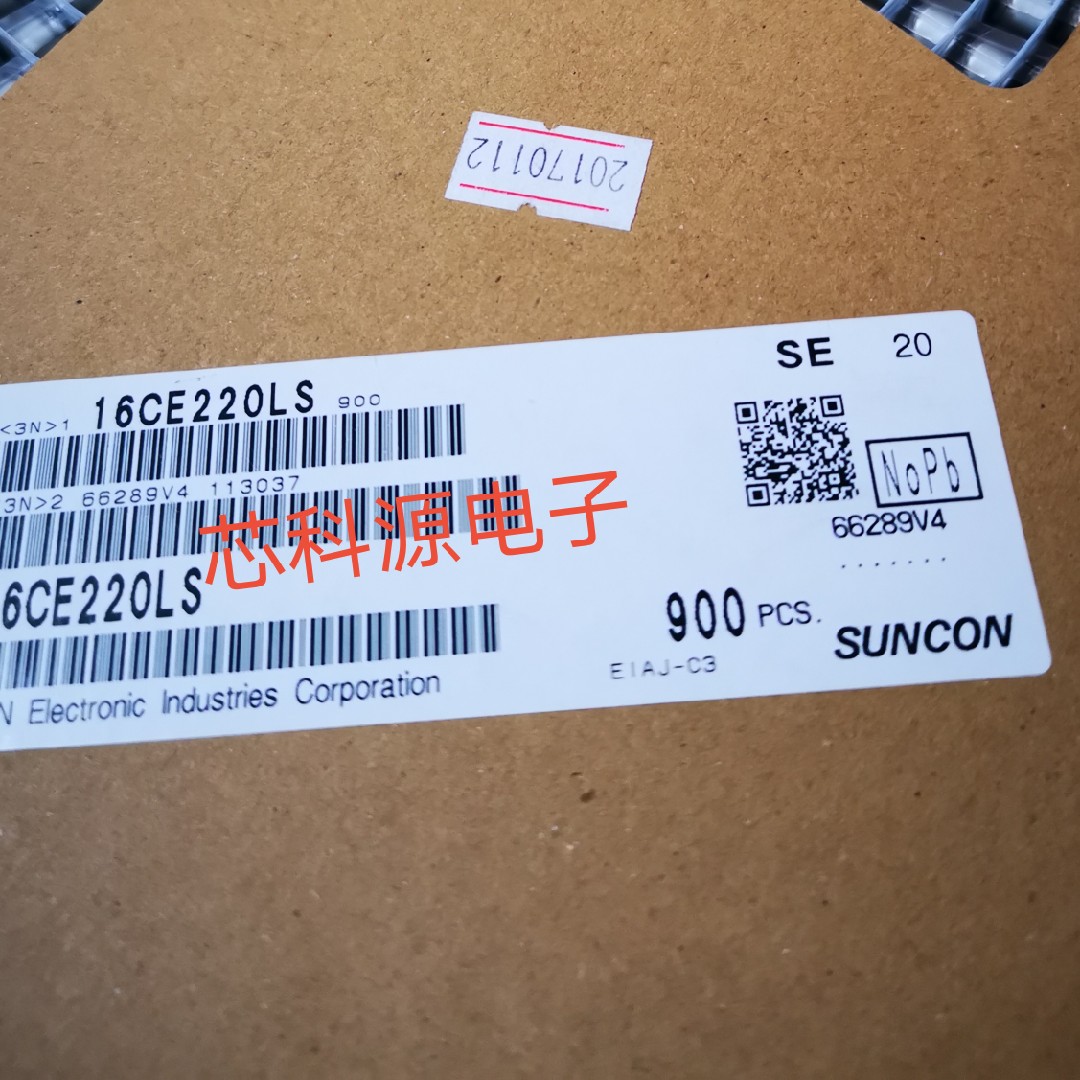 20170112
SE 20
<3N>1 16CE220LS 900
3N>2 66289V4 113037
NoPb
66289V4
芯科源电子
6CE220LS
900 PCS.
EIAJ-C3
SUNCON
N Electronic Industries Corporation